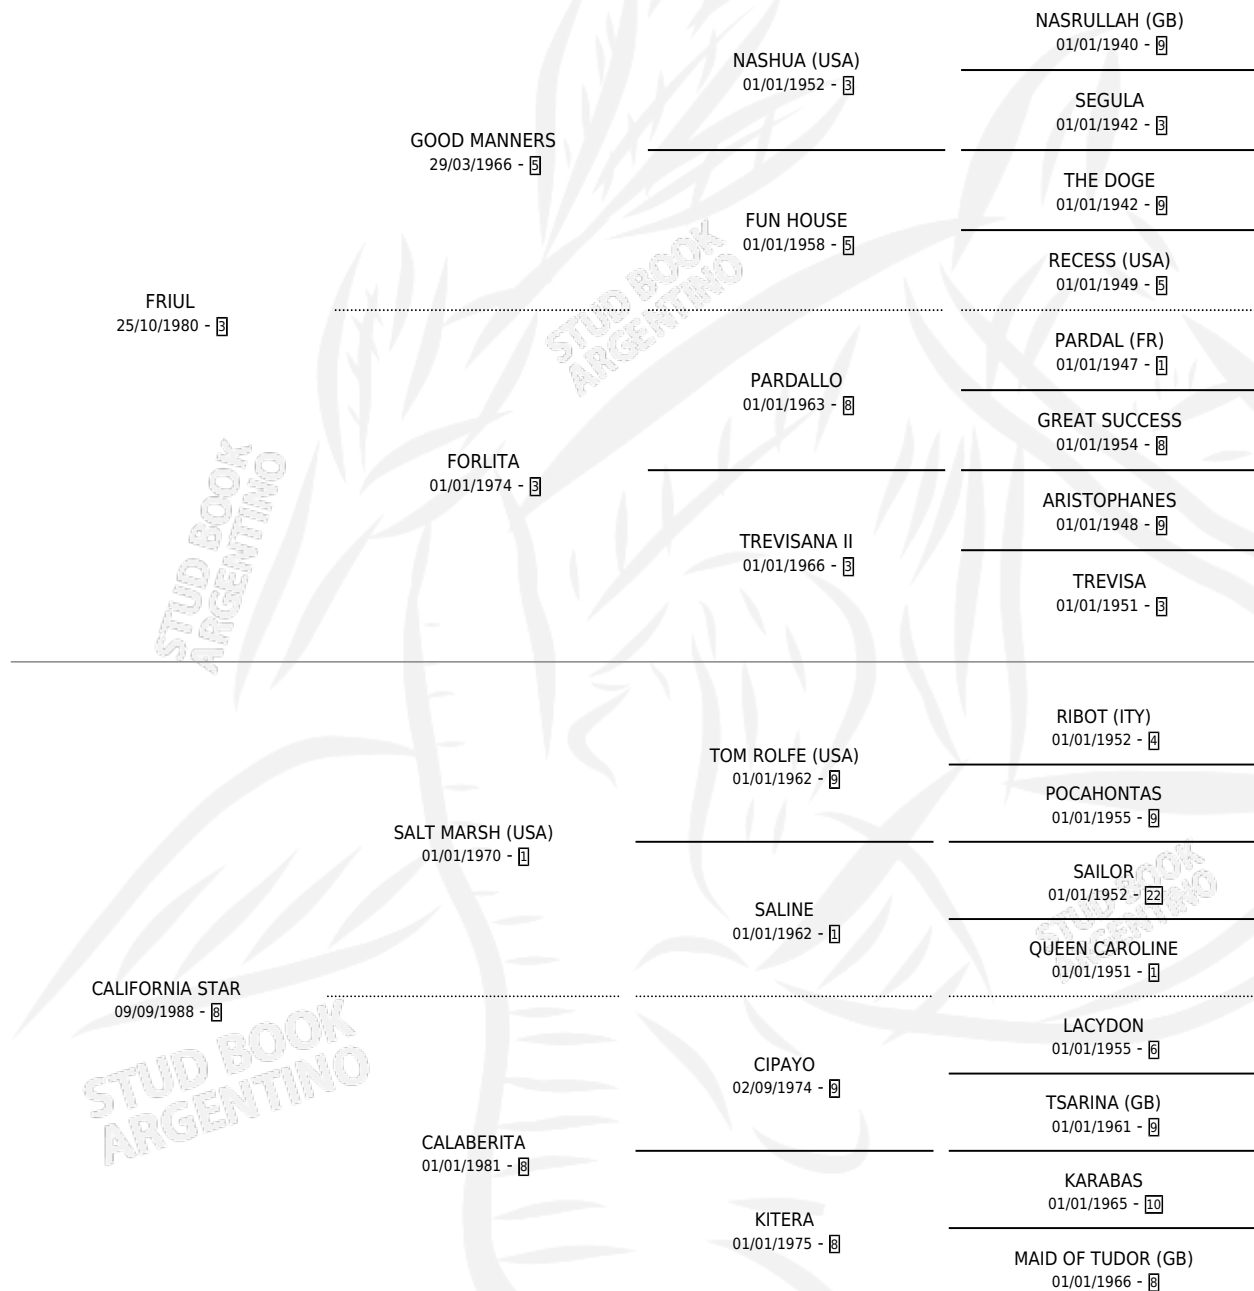 NASRULLAH (GB)
01/01/1940 - 9
NASHUA (USA)
01/01/1952 - 3
SEGULA
01/01/1942 - 3
GOOD MANNERS
29/03/1966 - 5
THE DOGE
01/01/1942 - 9
FUN HOUSE
01/01/1958 - 5
RECESS (USA)
01/01/1949 - 5
FRIUL
25/10/1980 - 3
PARDAL (FR)
01/01/1947 - 1
PARDALLO
01/01/1963 - 8
GREAT SUCCESS
01/01/1954 - 8
FORLITA
01/01/1974 - 3
ARISTOPHANES
01/01/1948 - 9
TREVISANA II
01/01/1966 - 3
TREVISA
01/01/1951 - 3
RIBOT (ITY)
01/01/1952 - 4
TOM ROLFE (USA)
01/01/1962 - 9
POCAHONTAS
01/01/1955 - 9
SALT MARSH (USA)
01/01/1970 - 1
SAILOR
01/01/1952 - 22
SALINE
01/01/1962 - 1
QUEEN CAROLINE
01/01/1951 - 1
CALIFORNIA STAR
09/09/1988 - 8
LACYDON
01/01/1955 - 6
CIPAYO
02/09/1974 - 9
TSARINA (GB)
01/01/1961 - 9
CALABERITA
01/01/1981 - 8
KARABAS
01/01/1965 - 10
KITERA
01/01/1975 - 8
MAID OF TUDOR (GB)
01/01/1966 - 8
STUD BOOK
ARGENTINO
STUD BOOK
ARGENTINO
STUD BOOK
ARGENTINO
STUD BOOK
ARGENTINO